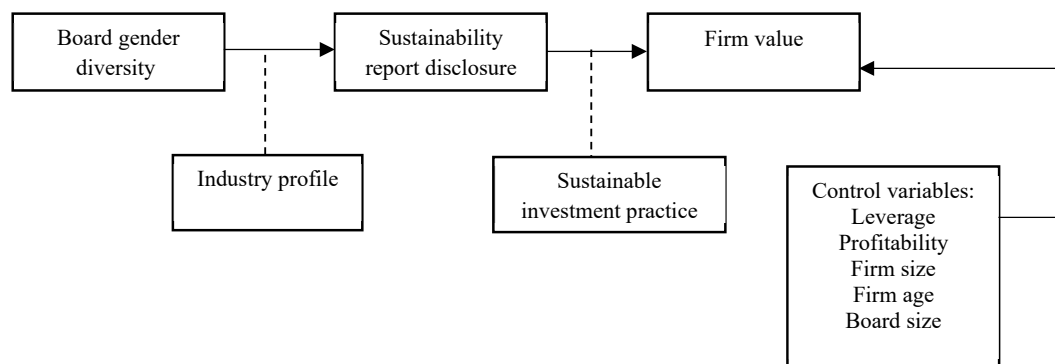 Board gender
diversity
Sustainability
report disclosure
Firm value
Industry profile
Sustainable
investment practice
Control variables:
Leverage
Profitability
Firm size
Firm age
Board size